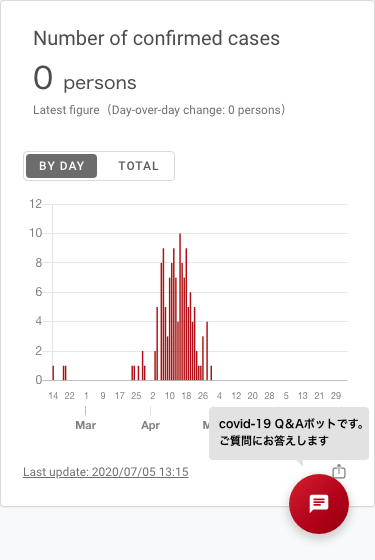 Number of confirmed cases
0 persons
Latest figure（Day-over-day change: 0 persons）
BY DAY TOTAL
12
10
8
6
4
2
0
14 22 1 9 17 25 2 10 18 26 4 12 20 28 5 13 21 29
Mar Apr
covid-19 Q&Aボットです。
ご質問にお答えします
Last update: 2020/07/05 13:15